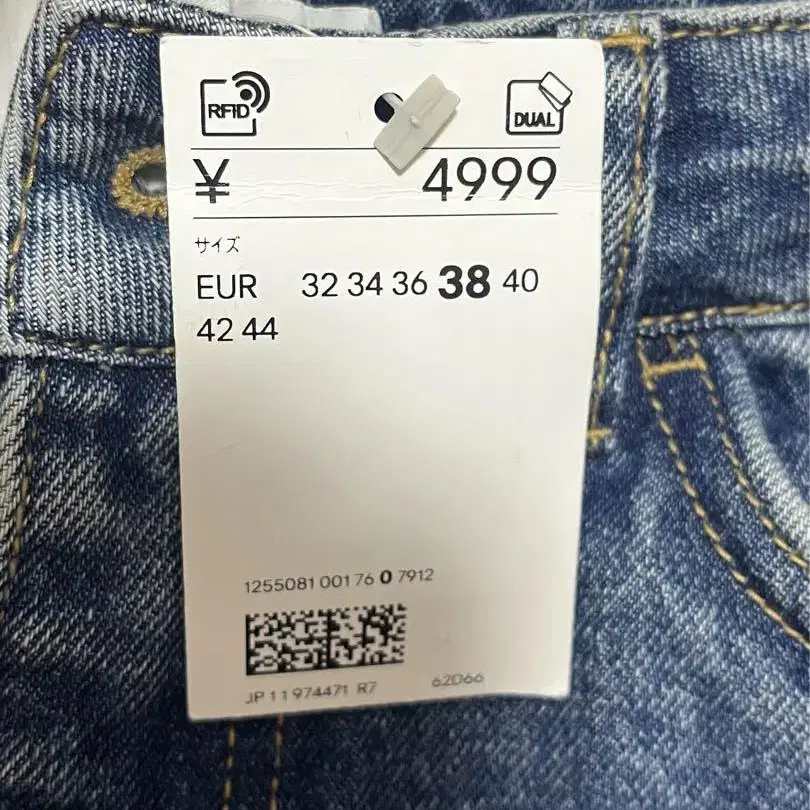 RFID
DUAL
¥ 4999
サイズ
EUR 32 34 36 38 40
42 44
1255081 001 76 0 7912
JP 11 974471 R7 62D66